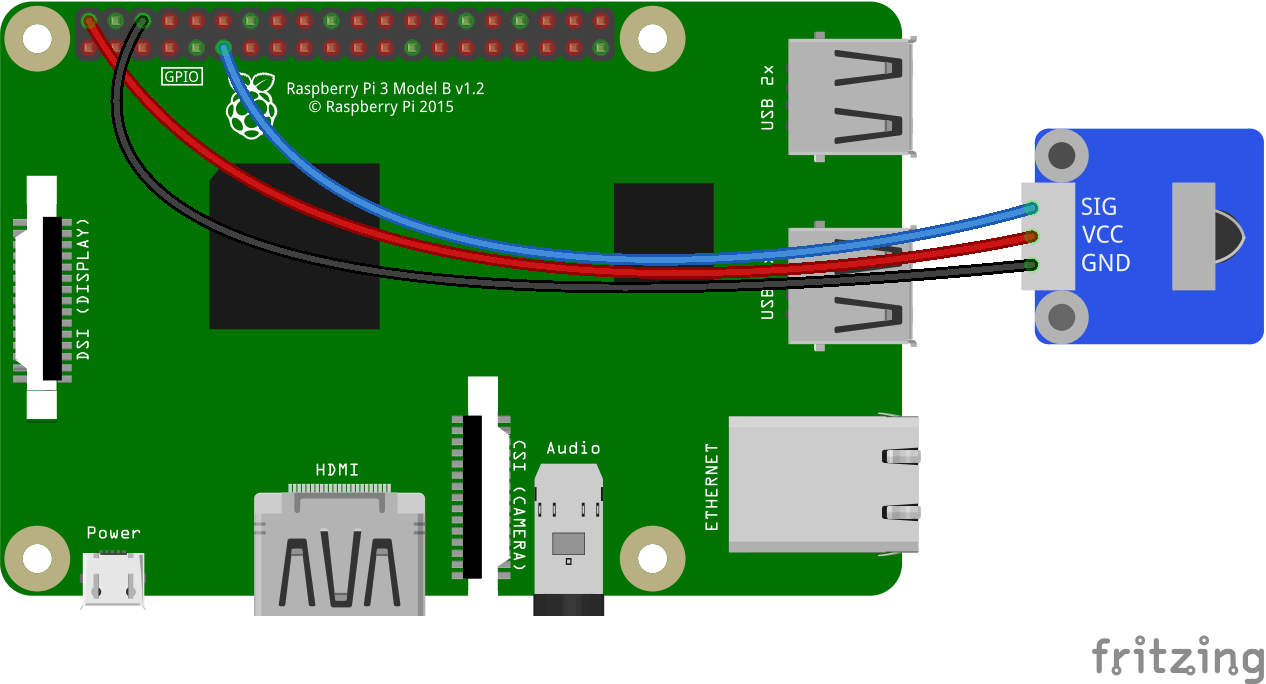 GPIO
Raspberry Pi 3 Model B v1.2
© Raspberry Pi 2015
USB 2x
DSI (DISPLAY)
SIG
VCC
GND
USB
CSI (CAMERA)
Audio
HDMI
ETHERNET
Power
fritzing